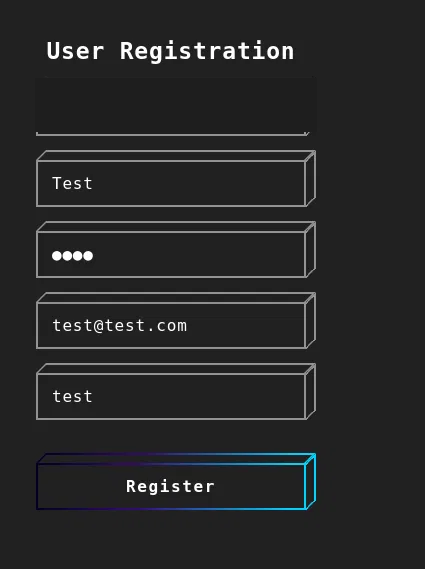 User Registration
Test
●●●●
test@test.com
test
Register